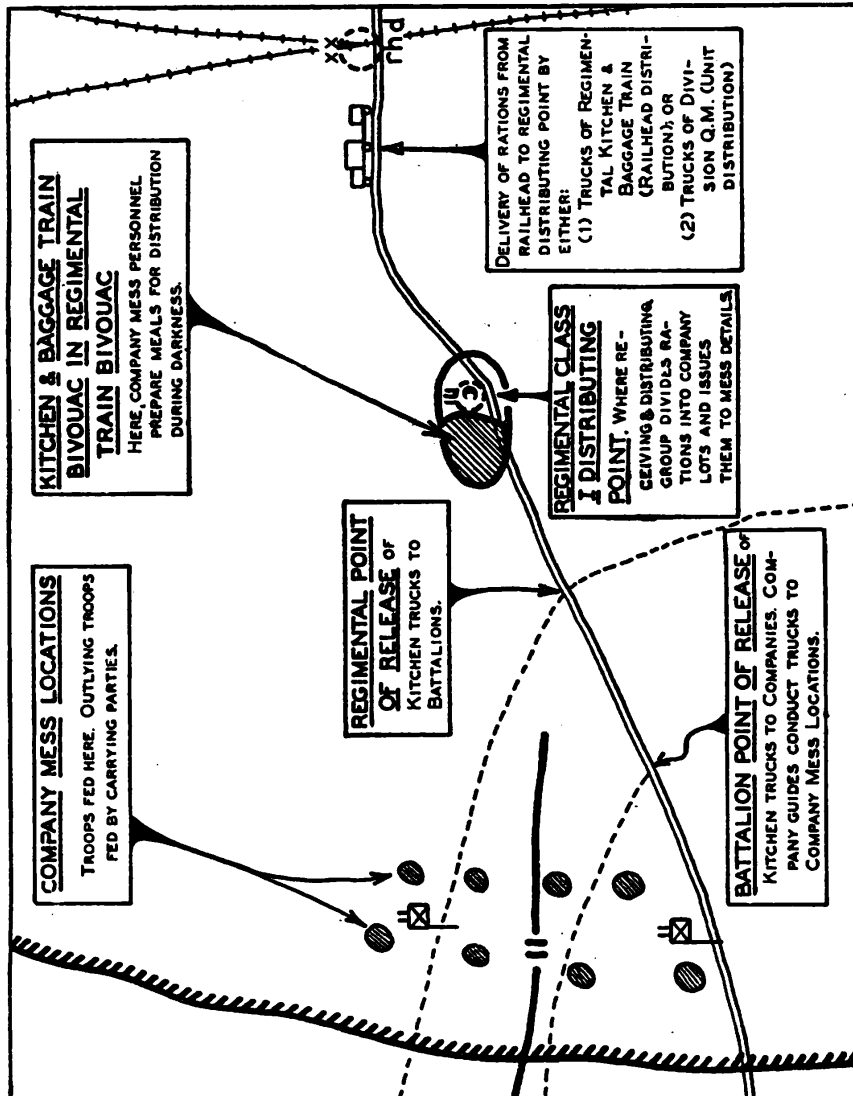 COMPANY MESS LOCATIONS
TROOPS FED HERE. OUTLYING TROOPS
FED BY CARRYING PARTIES.
KITCHEN & BAGGAGE TRAIN
BIVOUAC IN REGIMENTAL
TRAIN BIVOUAC
HERE, COMPANY MESS PERSONNEL
PREPARE MEALS FOR DISTRIBUTION
DURING DARKNESS.
REGIMENTAL POINT
OF RELEASE OF
KITCHEN TRUCKS TO
BATTALIONS.
rhd
DELIVERY OF RATIONS FROM
RAILHEAD TO REGIMENTAL
DISTRIBUTING POINT BY
EITHER:
(1) TRUCKS OF REGIMEN-
TAL KITCHEN &
BAGGAGE TRAIN
(RAILHEAD DISTRI-
BUTION); OR
(2) TRUCKS OF DIVI-
SION Q.M. (UNIT
DISTRIBUTION)
REGIMENTAL CLASS
I DISTRIBUTING
POINT. WHERE RE-
CEIVING & DISTRIBUTING
GROUP DIVIDES RA-
TIONS INTO COMPANY
LOTS AND ISSUES
THEM TO MESS DETAILS.
BATTALION POINT OF RELEASE OF
KITCHEN TRUCKS TO COMPANIES. COM-
PANY GUIDES CONDUCT TRUCKS TO
COMPANY MESS LOCATIONS.